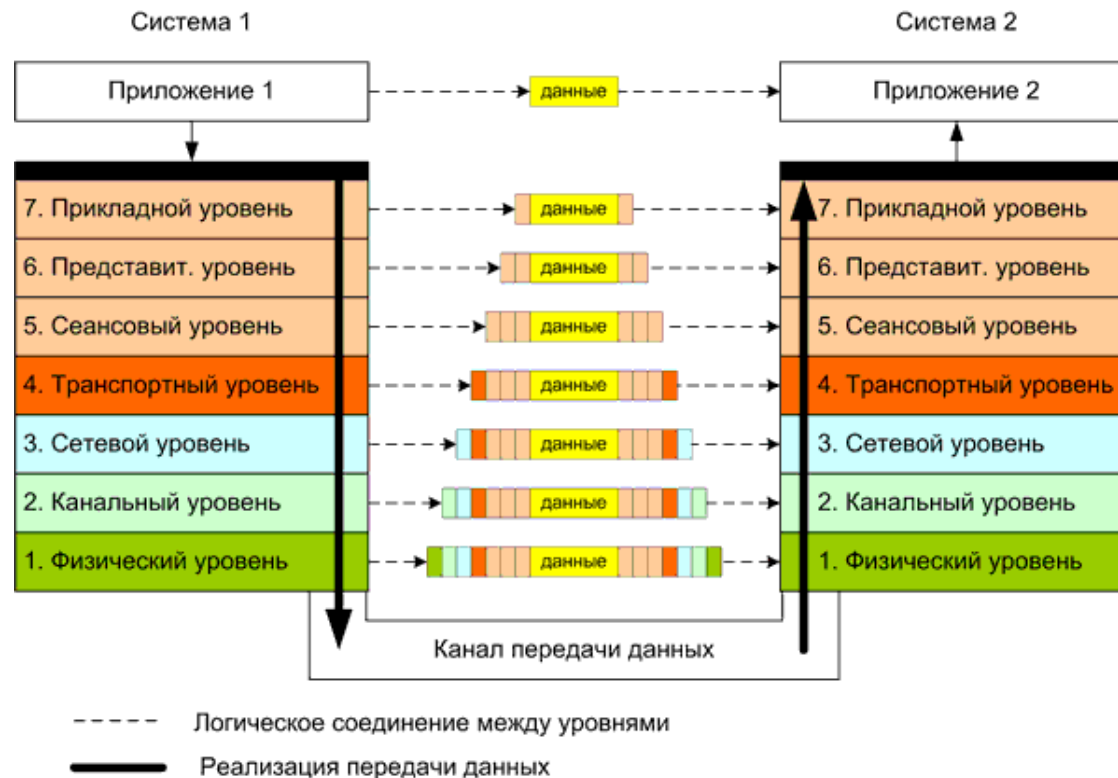 Система 1
Система 2
Приложение 1
данные
Приложение 2
7. Прикладной уровень
данные
7. Прикладной уровень
6. Представит. уровень
данные
6. Представит. уровень
5. Сеансовый уровень
данные
5. Сеансовый уровень
4. Транспортный уровень
данные
4. Транспортный уровень
3. Сетевой уровень
данные
3. Сетевой уровень
2. Канальный уровень
данные
2. Канальный уровень
1. Физический уровень
данные
1. Физический уровень
Канал передачи данных
Логическое соединение между уровнями
Реализация передачи данных